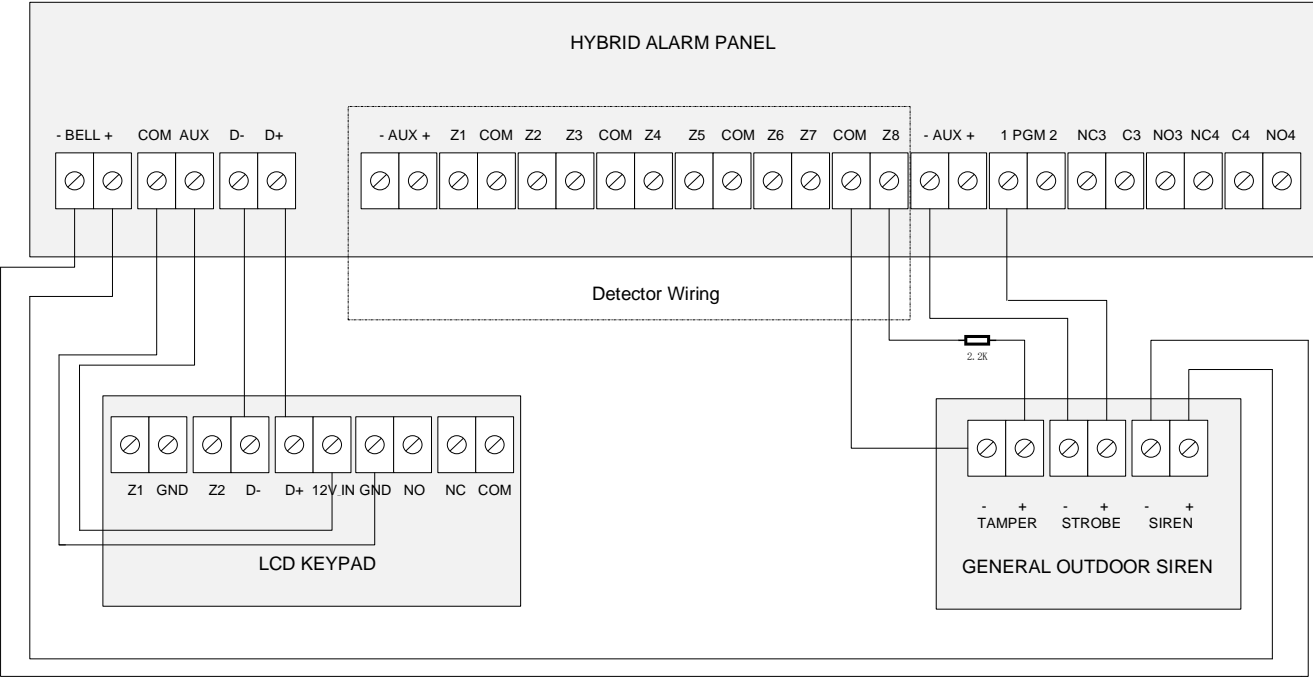 HYBRID ALARM PANEL
- BELL + COM AUX D- D+ - AUX + Z1 COM Z2 Z3 COM Z4 Z5 COM Z6 Z7 COM Z8 - AUX + 1 PGM 2 NC3 C3 NO3 NC4 C4 NO4
Detector Wiring
2.2K
Z1 GND Z2 D- D+ 12V_IN GND NO NC COM
LCD KEYPAD
- + - + - +
TAMPER STROBE SIREN
GENERAL OUTDOOR SIREN